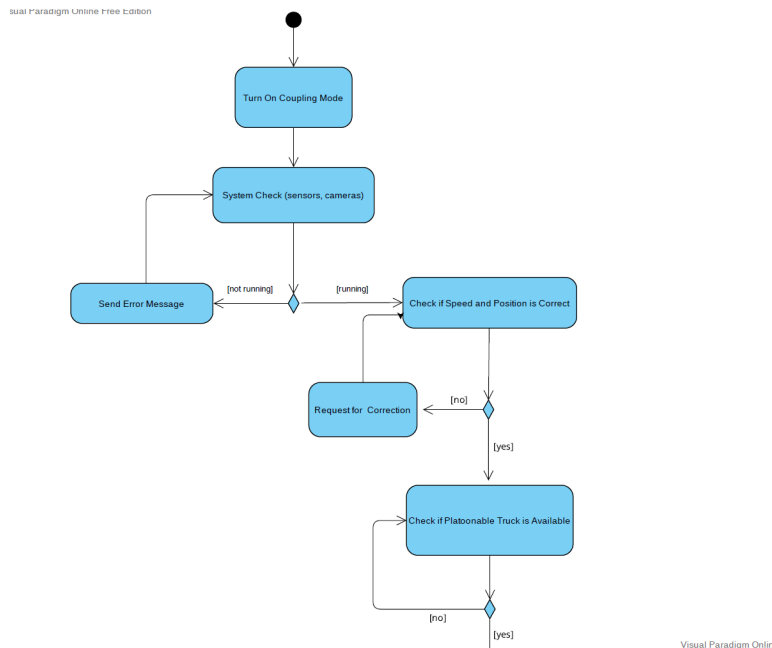 sual Paradigm Online Free Edition
Turn On Coupling Mode
System Check (sensors, cameras)
[not running]
[running]
Send Error Message
Check if Speed and Position is Correct
[no]
Request for Correction
[yes]
Check if Platoonable Truck is Available
[no]
[yes]
Visual Paradigm Onlin